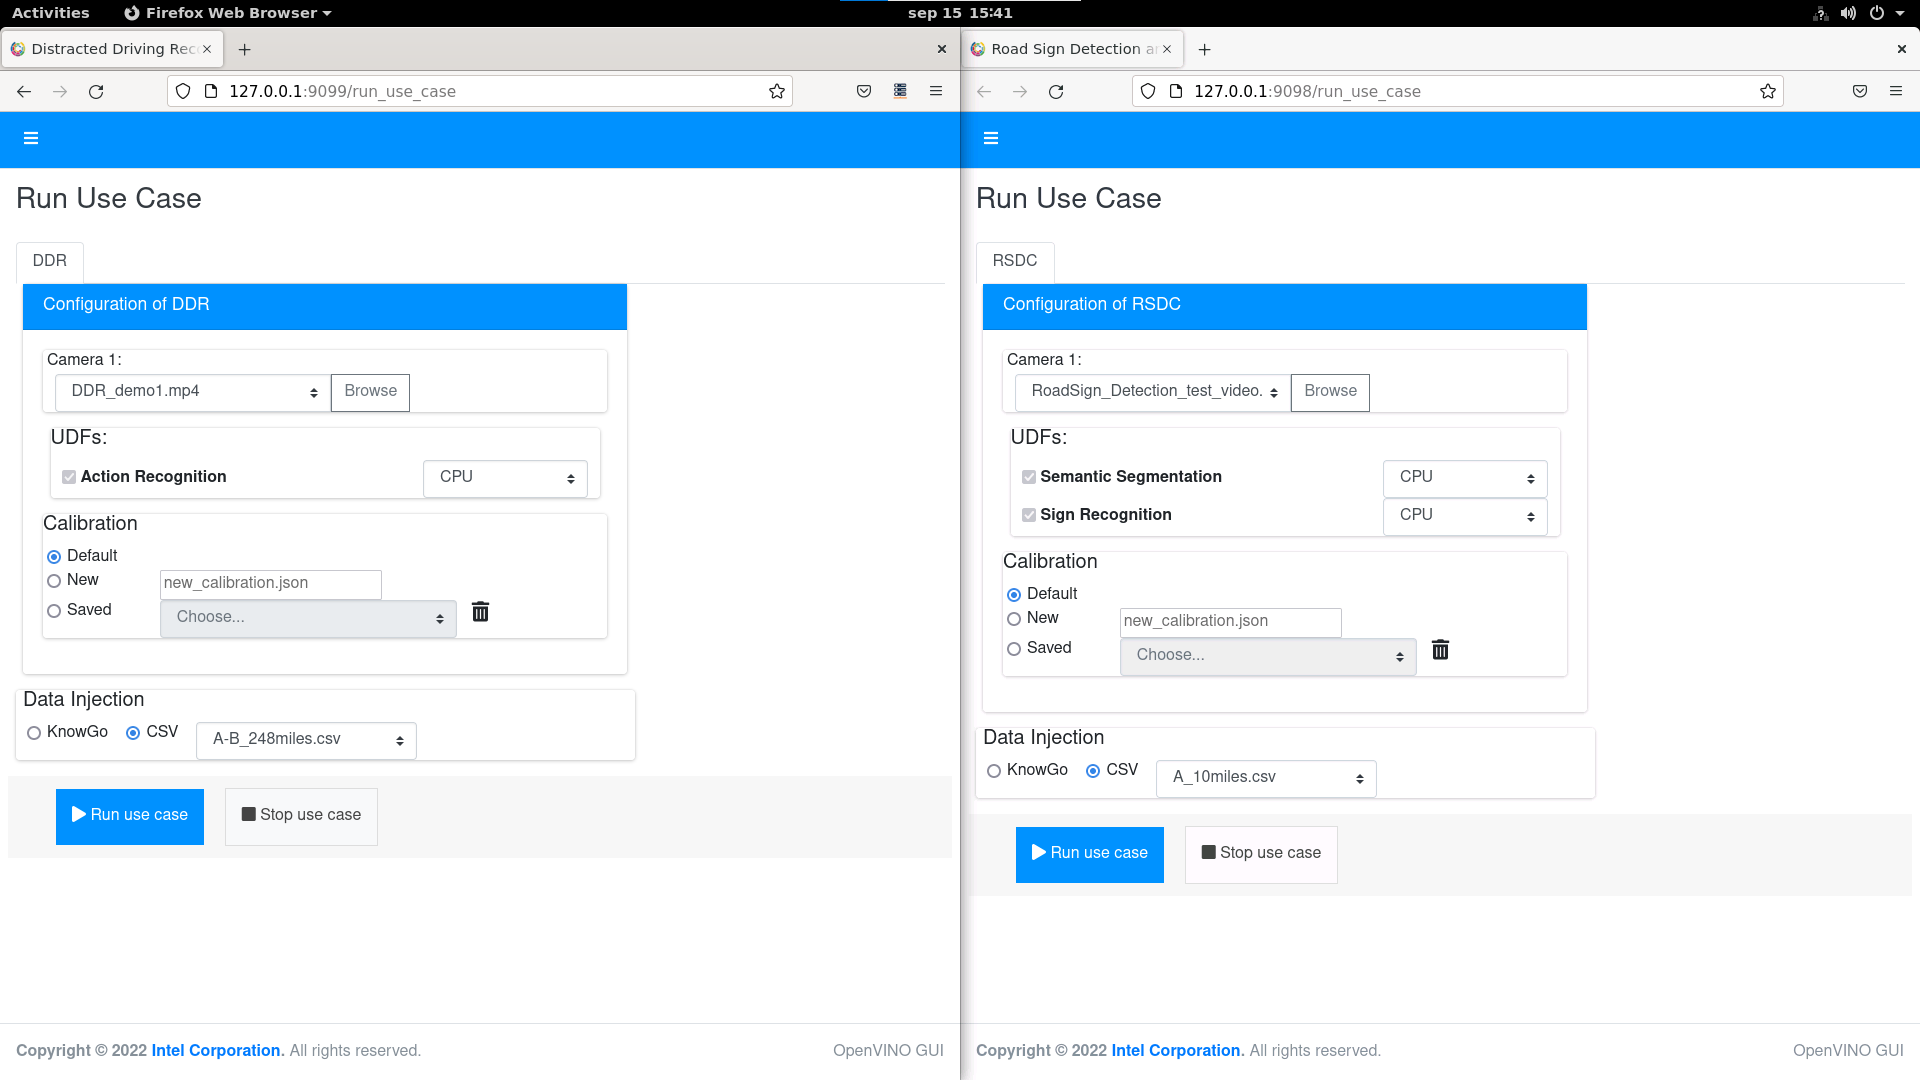 Activities Firefox Web Browser sep 15 15:41
Distracted Driving Rec
127.0.0.1:9099/run_use_case
Run Use Case
DDR
Configuration of DDR
Camera 1:
DDR_demo1.mp4 Browse
UDFs:
Action Recognition CPU
Calibration
Default
New new_calibration.json
Saved Choose...
Data Injection
KnowGo CSV A-B_248miles.csv
Run use case Stop use case
Copyright © 2022 Intel Corporation. All rights reserved. OpenVINO GUI
Road Sign Detection ar
127.0.0.1:9098/run_use_case
Run Use Case
RSDC
Configuration of RSDC
Camera 1:
RoadSign_Detection_test_video. Browse
UDFs:
Semantic Segmentation CPU
Sign Recognition CPU
Calibration
Default
New new_calibration.json
Saved Choose...
Data Injection
KnowGo CSV A_10miles.csv
Run use case Stop use case
Copyright © 2022 Intel Corporation. All rights reserved. OpenVINO GUI